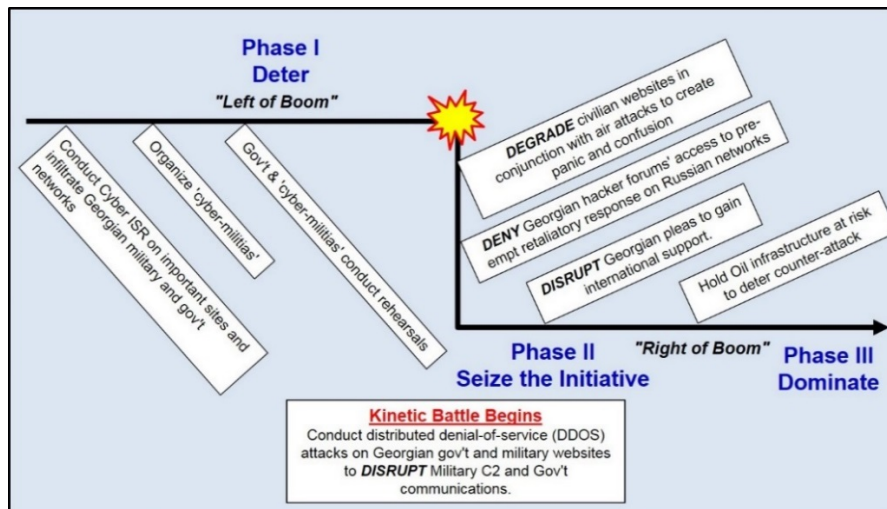 Phase I
Deter
"Left of Boom"
Conduct Cyber ISR on important sites and
infiltrate Georgian military and gov't
networks
Organize 'cyber-militias'
Gov't & 'cyber-militias' conduct rehearsals
DEGRADE civilian websites in
conjunction with air attacks to create
panic and confusion
DENY Georgian hacker forums' access to pre-
empt retaliatory response on Russian networks
DISRUPT Georgian pleas to gain
international support.
Hold Oil infrastructure at risk
to deter counter-attack
Phase II
Seize the Initiative
"Right of Boom"
Phase III
Dominate
Kinetic Battle Begins
Conduct distributed denial-of-service (DDOS)
attacks on Georgian gov't and military websites
to DISRUPT Military C2 and Gov't
communications.